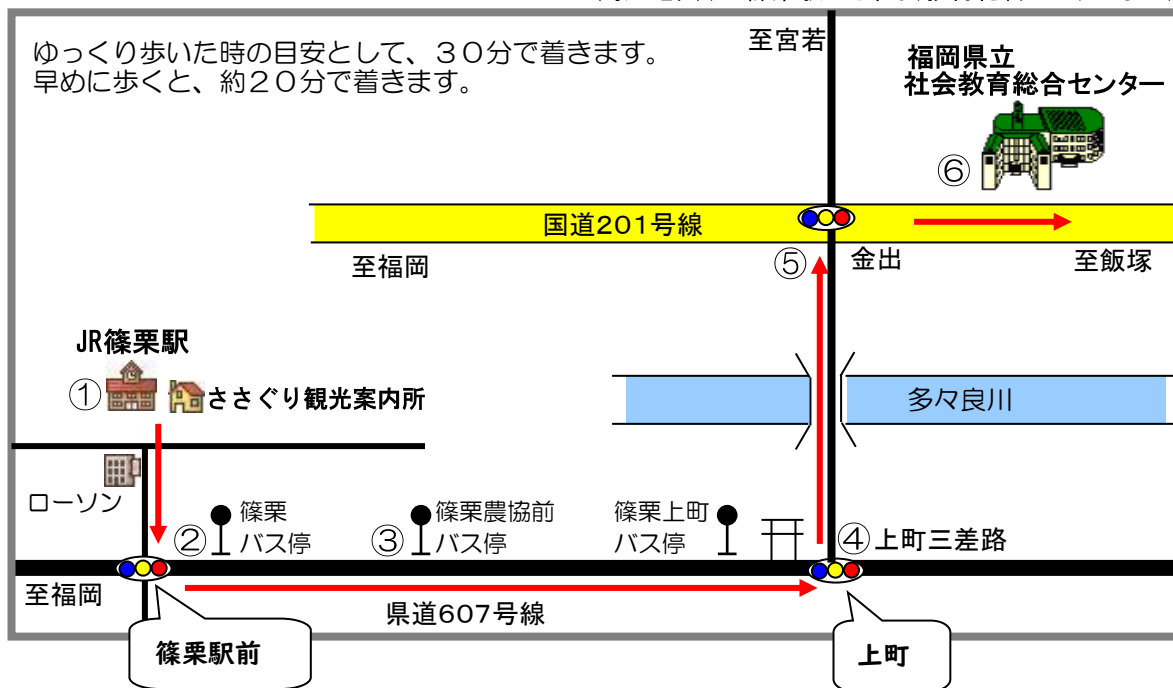 ゆっくり歩いた時の目安として、３０分で着きます。
早めに歩くと、約２０分で着きます。
至宮若
福岡県立
社会教育総合センター
⑥
国道201号線
至福岡
⑤
金出
至飯塚
JR篠栗駅
①
ささぐり観光案内所
多々良川
ローソン
②
篠栗
バス停
③
篠栗農協前
バス停
篠栗上町
バス停
④
上町三差路
至福岡
県道607号線
篠栗駅前
上町